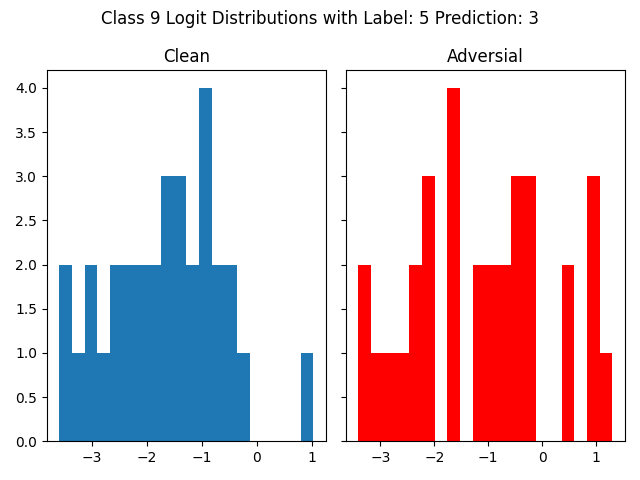 Class 9 Logit Distributions with Label: 5 Prediction: 3
Clean
Adversial
4.0
3.5
3.0
2.5
2.0
1.5
1.0
0.5
0.0
−3 −2 −1 0 1
−3 −2 −1 0 1